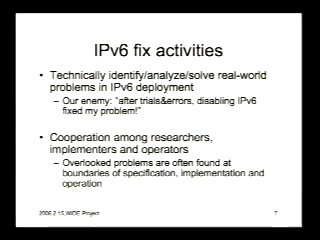 IPv6 fix activities
• Technically identify/analyze/solve real-world
problems in IPv6 deployment
– Our enemy: "after trials&errors, disabling IPv6
fixed my problem!"
• Cooperation among researchers,
implementers and operators
– Overlooked problems are often found at
boundaries of specification, implementation and
operation
2006 2 15, WIDE Project
7